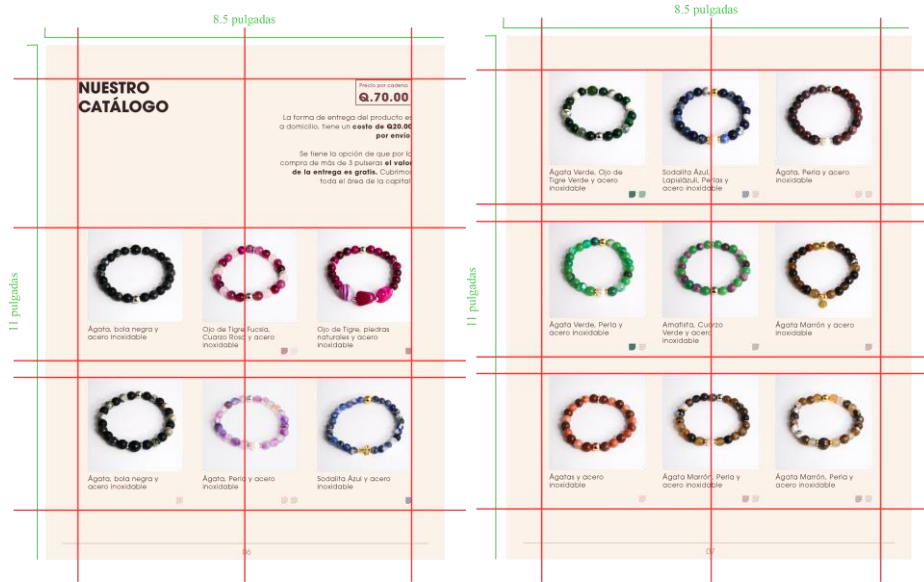 8.5 pulgadas
11 pulgadas
NUESTRO
CATÁLOGO
Precio por cadena
Q.70.00
La forma de entrega del producto es
a domicilio, tiene un costo de Q20.00
por envío
Se tiene la opción de que por la
compra de más de 3 pulseras el valor
de la entrega es gratis. Cubrimos
toda el área de la capital
Ágata, bola negra y
acero inoxidable
Ojo de Tigre Fucsia,
Cuarzo Rosa y acero
inoxidable
Ojo de Tigre, piedras
naturales y acero
inoxidable
Ágata, bola negra y
acero inoxidable
Ágata, Perla y acero
inoxidable
Sodalita Azul y acero
inoxidable
06
8.5 pulgadas
11 pulgadas
Ágata Verde, Ojo de
Tigre Verde y acero
inoxidable
Sodalita Azul,
Lapislázuli, Perlas y
acero inoxidable
Ágata, Perla y acero
inoxidable
Ágata Verde, Perla y
acero inoxidable
Amatista, Cuarzo
Verde y acero
inoxidable
Ágata Marrón y acero
inoxidable
Ágatas y acero
inoxidable
Ágata Marrón, Perla y
acero inoxidable
Ágata Marrón, Perla y
acero inoxidable
07